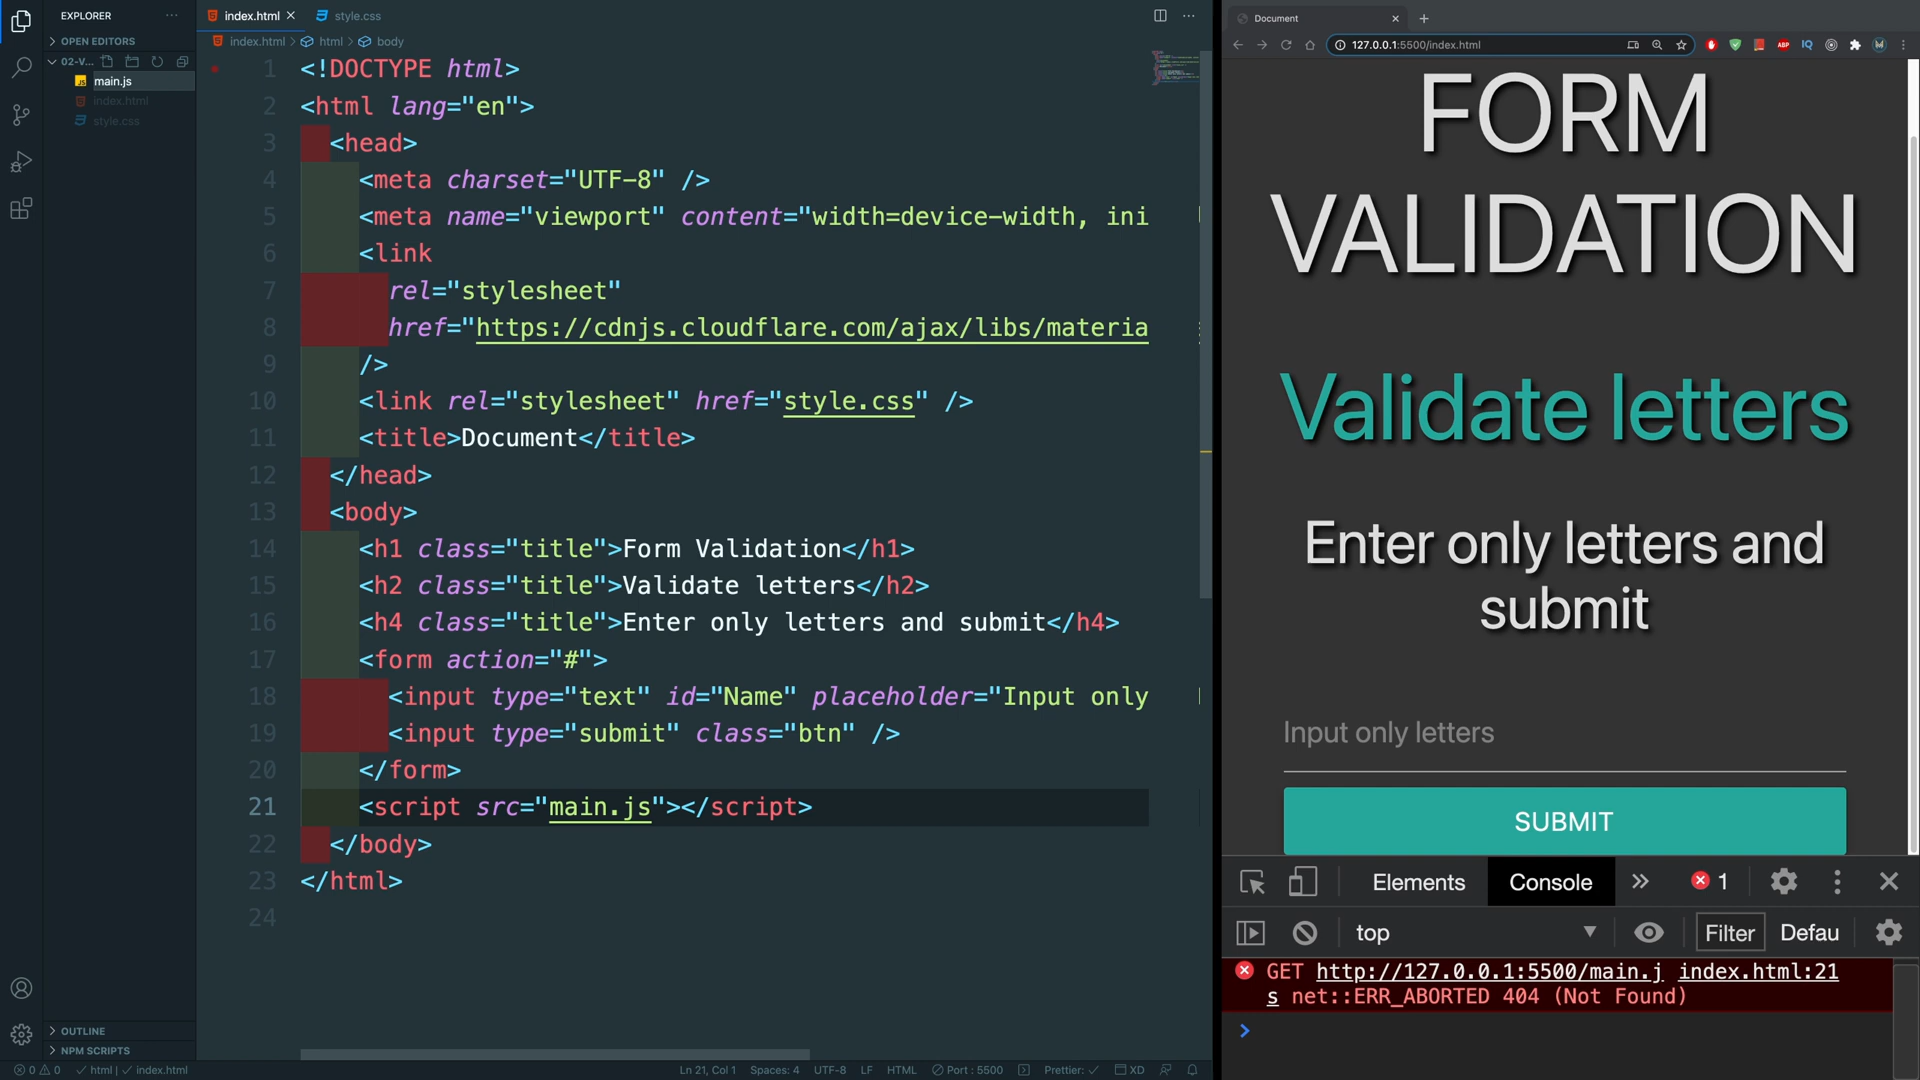 EXPLORER
OPEN EDITORS
02-V...
main.js
index.html
style.css
OUTLINE
NPM SCRIPTS
index.html
style.css
index.html > html > body
1 <!DOCTYPE html>
2 <html lang="en">
3 <head>
4 <meta charset="UTF-8" />
5 <meta name="viewport" content="width=device-width, ini
6 <link
7 rel="stylesheet"
8 href="https://cdnjs.cloudflare.com/ajax/libs/materia
9 />
10 <link rel="stylesheet" href="style.css" />
11 <title>Document</title>
12 </head>
13 <body>
14 <h1 class="title">Form Validation</h1>
15 <h2 class="title">Validate letters</h2>
16 <h4 class="title">Enter only letters and submit</h4>
17 <form action="#">
18 <input type="text" id="Name" placeholder="Input only
19 <input type="submit" class="btn" />
20 </form>
21 <script src="main.js"></script>
22 </body>
23 </html>
24
0 0 html | index.html
Ln 21, Col 1 Spaces: 4 UTF-8 LF HTML Port : 5500 Prettier: XD
Document
127.0.0.1:5500/index.html
ABP
IQ
FORM
VALIDATION
Validate letters
Enter only letters and
submit
Input only letters
SUBMIT
Elements Console 1
top Filter Defau
GET http://127.0.0.1:5500/main.j index.html:21
s net::ERR_ABORTED 404 (Not Found)